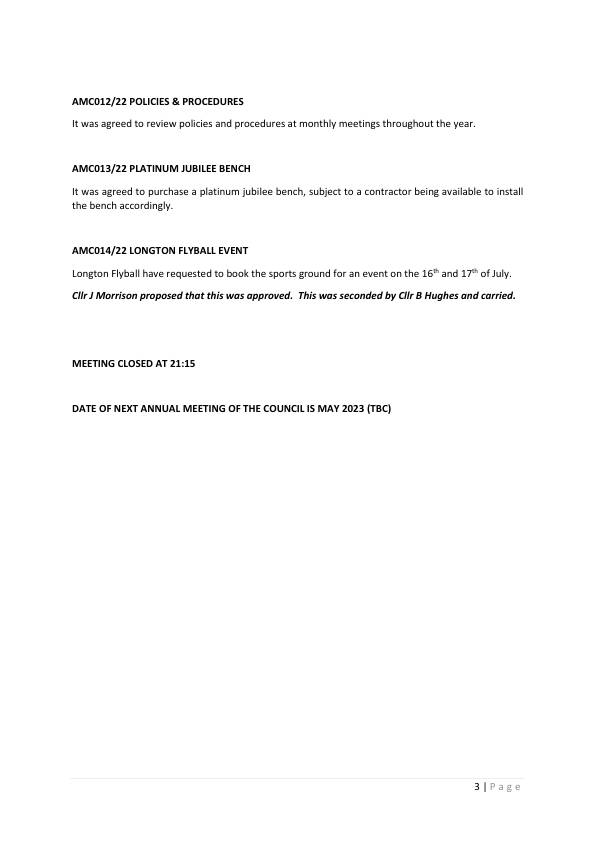 AMC012/22 POLICIES & PROCEDURES
It was agreed to review policies and procedures at monthly meetings throughout the year.
AMC013/22 PLATINUM JUBILEE BENCH
It was agreed to purchase a platinum jubilee bench, subject to a contractor being available to install
the bench accordingly.
AMC014/22 LONGTON FLYBALL EVENT
Longton Flyball have requested to book the sports ground for an event on the 16th and 17th of July.
Cllr J Morrison proposed that this was approved.  This was seconded by Cllr B Hughes and carried.
MEETING CLOSED AT 21:15
DATE OF NEXT ANNUAL MEETING OF THE COUNCIL IS MAY 2023 (TBC)
3 | Page